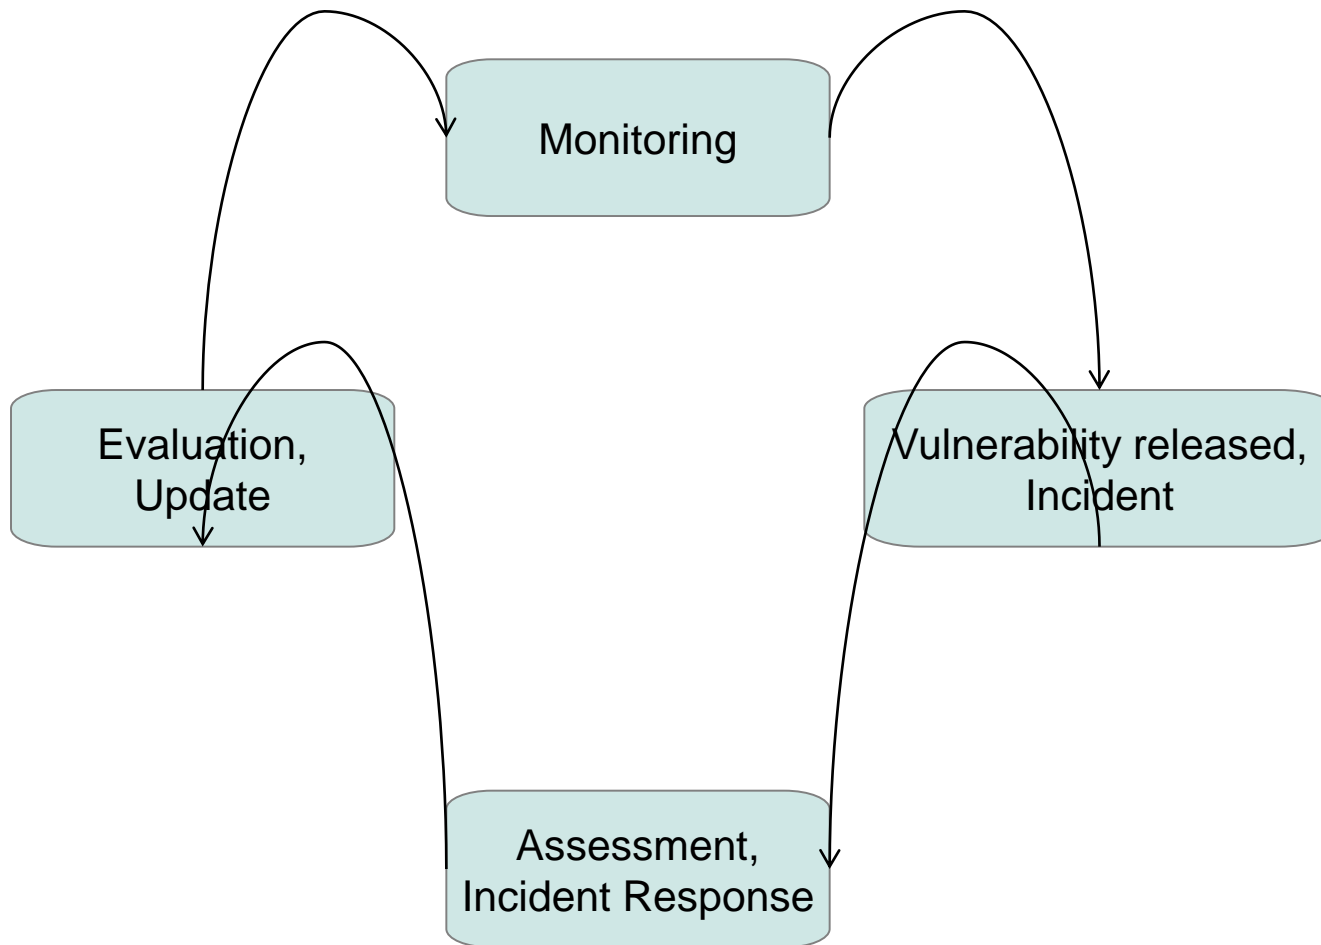 Monitoring
Evaluation,
Update
Vulnerability released,
Incident
Assessment,
Incident Response